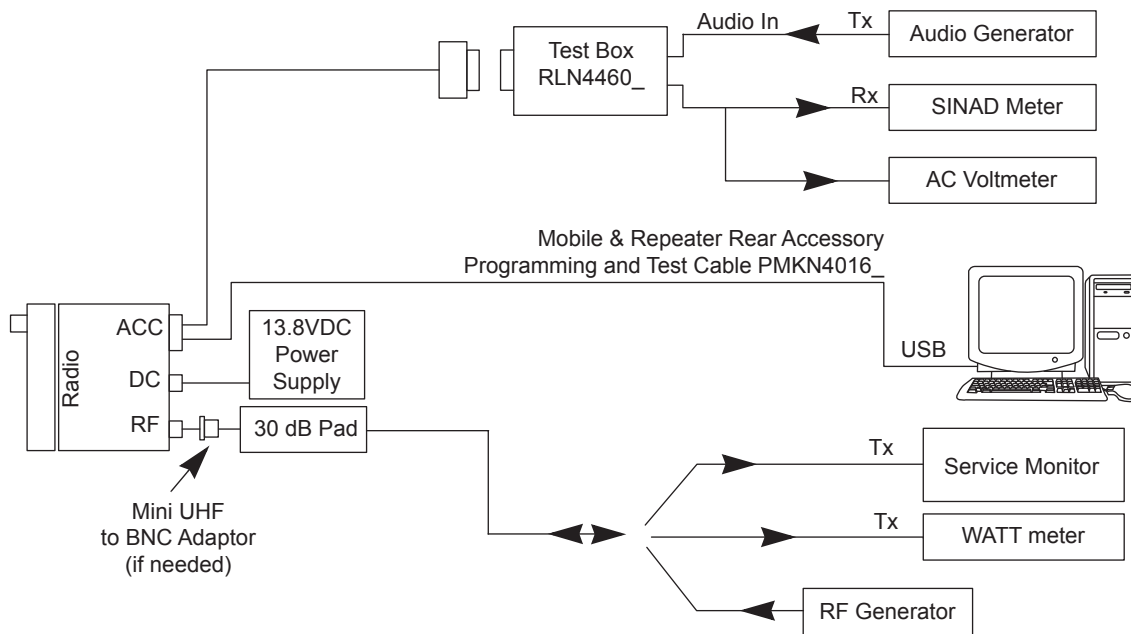 Audio In
Tx
Audio Generator
Test Box
RLN4460_
Rx
SINAD Meter
AC Voltmeter
Mobile & Repeater Rear Accessory
Programming and Test Cable PMKN4016_
USB
Radio
ACC
DC
RF
13.8VDC
Power
Supply
30 dB Pad
Mini UHF
to BNC Adaptor
(if needed)
Tx
Service Monitor
Tx
WATT meter
RF Generator